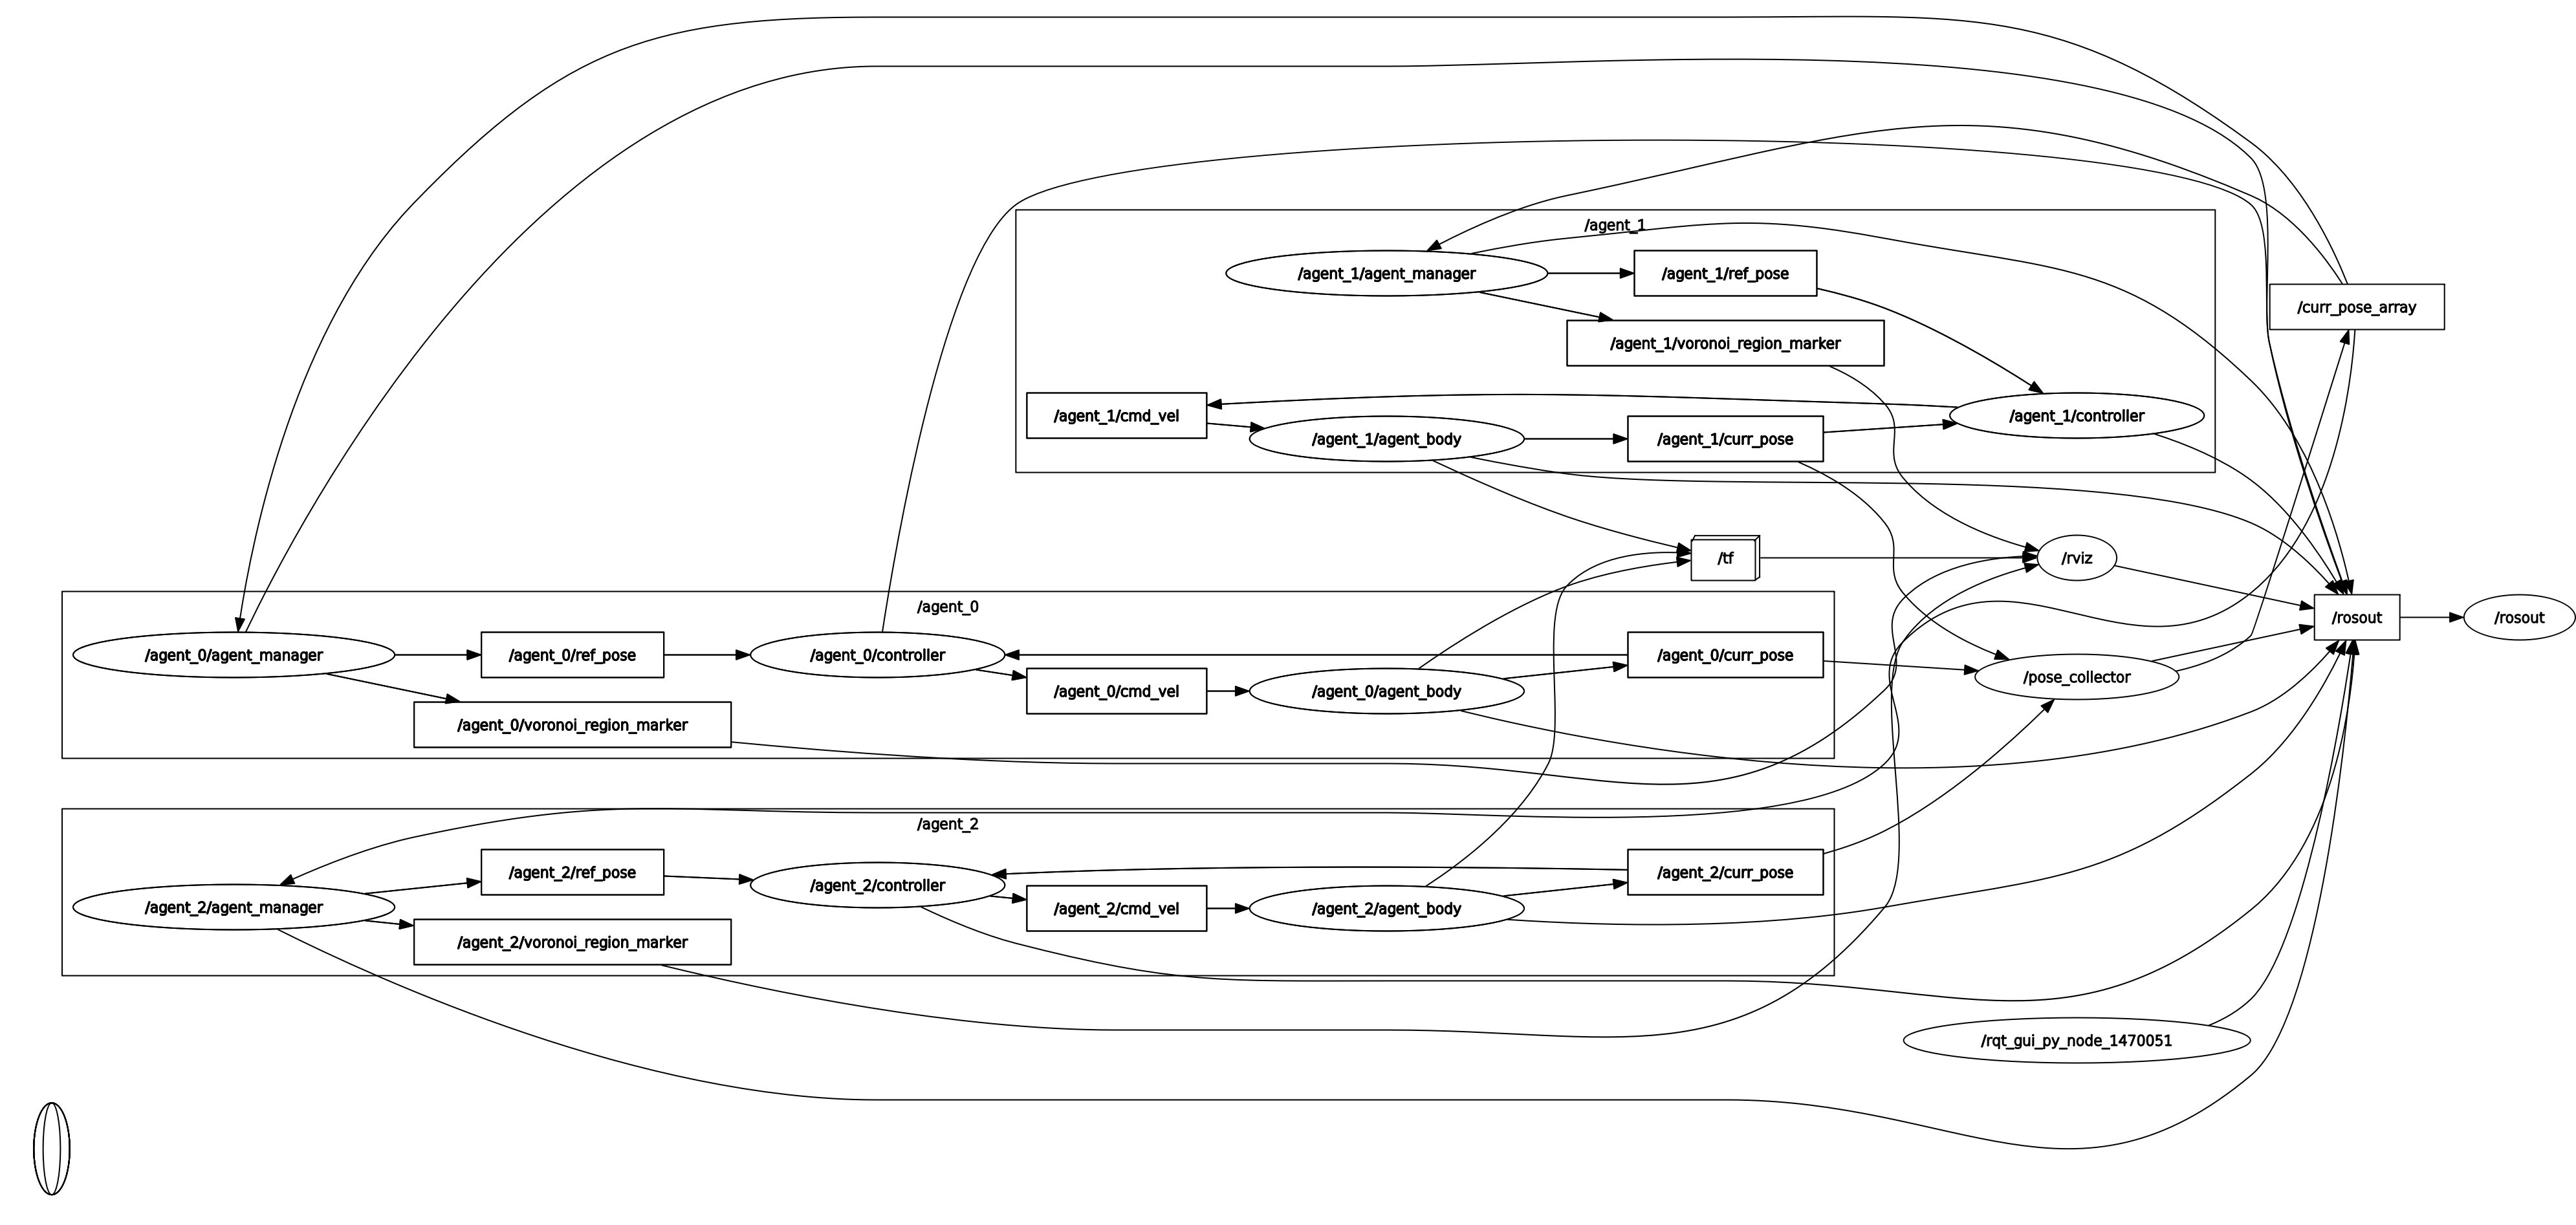 /agent_1
/agent_1/agent_manager
/agent_1/ref_pose
/curr_pose_array
/agent_1/voronoi_region_marker
/agent_1/cmd_vel
/agent_1/controller
/agent_1/agent_body
/agent_1/curr_pose
/tf
/rviz
/agent_0
/rosout
/rosout
/agent_0/agent_manager
/agent_0/ref_pose
/agent_0/controller
/agent_0/curr_pose
/pose_collector
/agent_0/cmd_vel
/agent_0/agent_body
/agent_0/voronoi_region_marker
/agent_2
/agent_2/ref_pose
/agent_2/controller
/agent_2/curr_pose
/agent_2/agent_manager
/agent_2/cmd_vel
/agent_2/agent_body
/agent_2/voronoi_region_marker
/rqt_gui_py_node_1470051